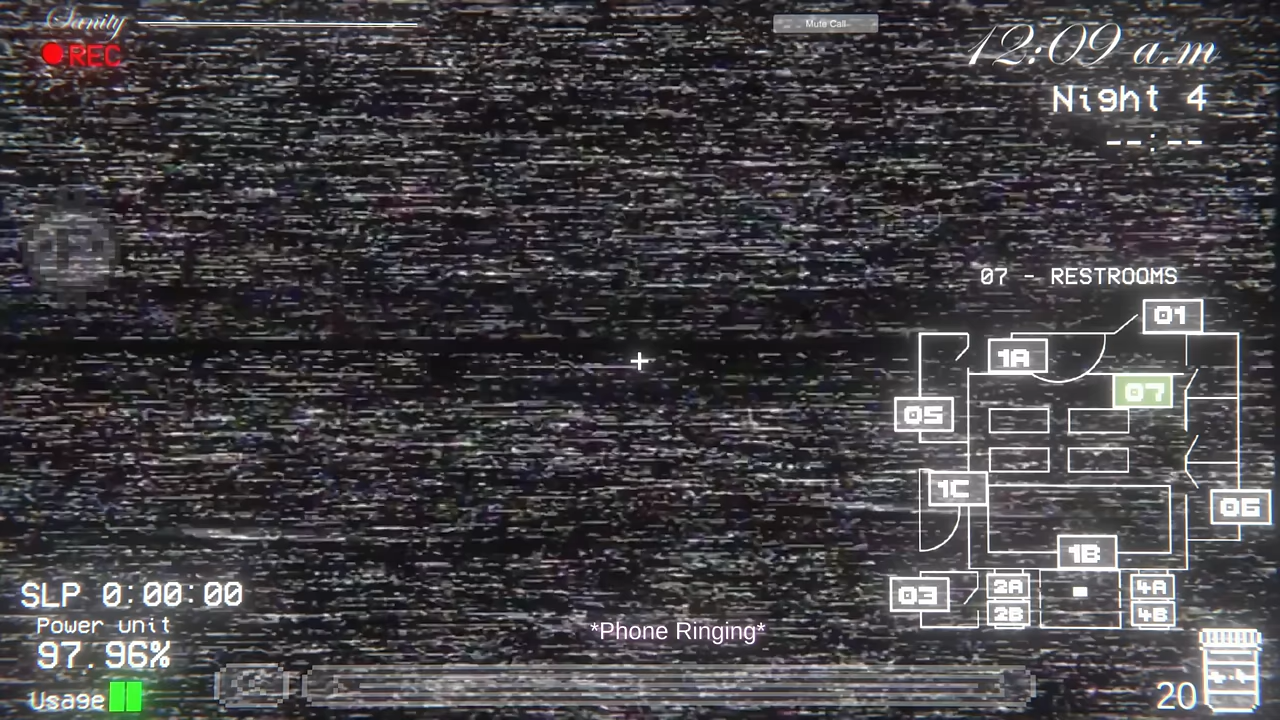 Sanity
REC
Mute Call
12:09 a.m
Night 4
--:--
07 - RESTROOMS
01
1A
07
05
1C
06
1B
03
2A
4A
2B
4B
SLP 0:00:00
Power unit
97.96%
Usage
*Phone Ringing*
20